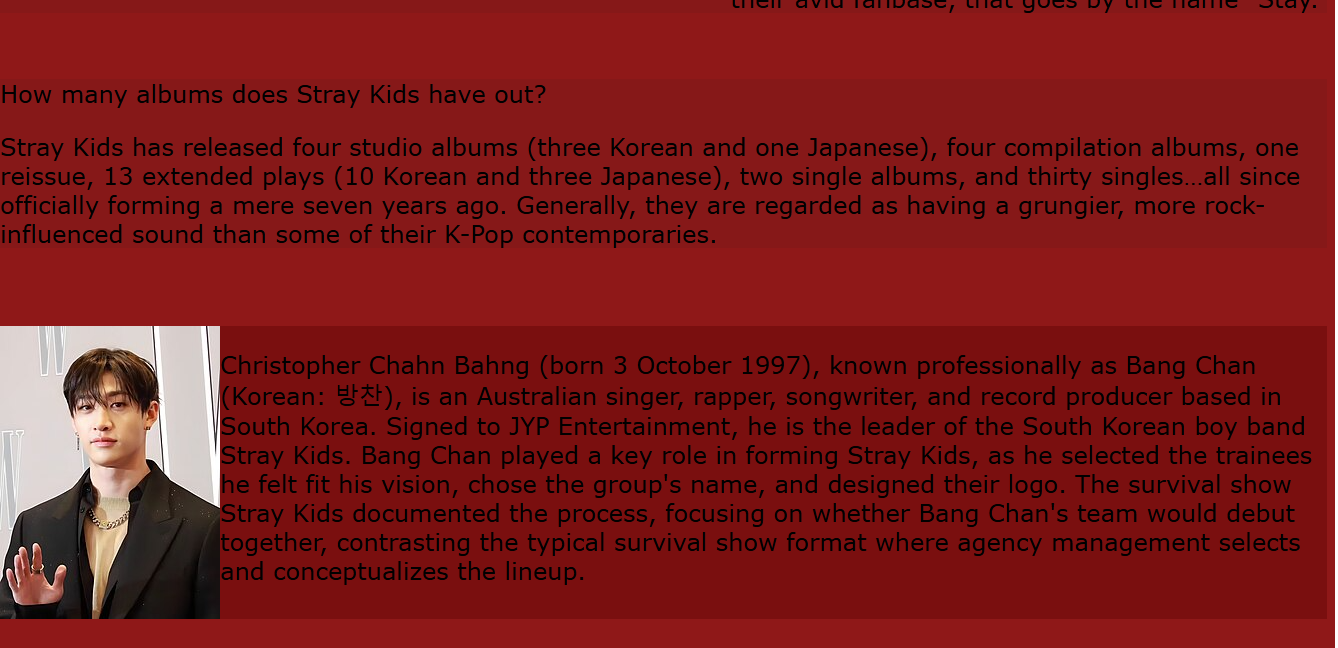 their avid fanbase, that goes by the name "Stay."
How many albums does Stray Kids have out?
Stray Kids has released four studio albums (three Korean and one Japanese), four compilation albums, one
reissue, 13 extended plays (10 Korean and three Japanese), two single albums, and thirty singles...all since
officially forming a mere seven years ago. Generally, they are regarded as having a grungier, more rock-
influenced sound than some of their K-Pop contemporaries.
Christopher Chahn Bahng (born 3 October 1997), known professionally as Bang Chan
(Korean: 방찬), is an Australian singer, rapper, songwriter, and record producer based in
South Korea. Signed to JYP Entertainment, he is the leader of the South Korean boy band
Stray Kids. Bang Chan played a key role in forming Stray Kids, as he selected the trainees
he felt fit his vision, chose the group's name, and designed their logo. The survival show
Stray Kids documented the process, focusing on whether Bang Chan's team would debut
together, contrasting the typical survival show format where agency management selects
and conceptualizes the lineup.